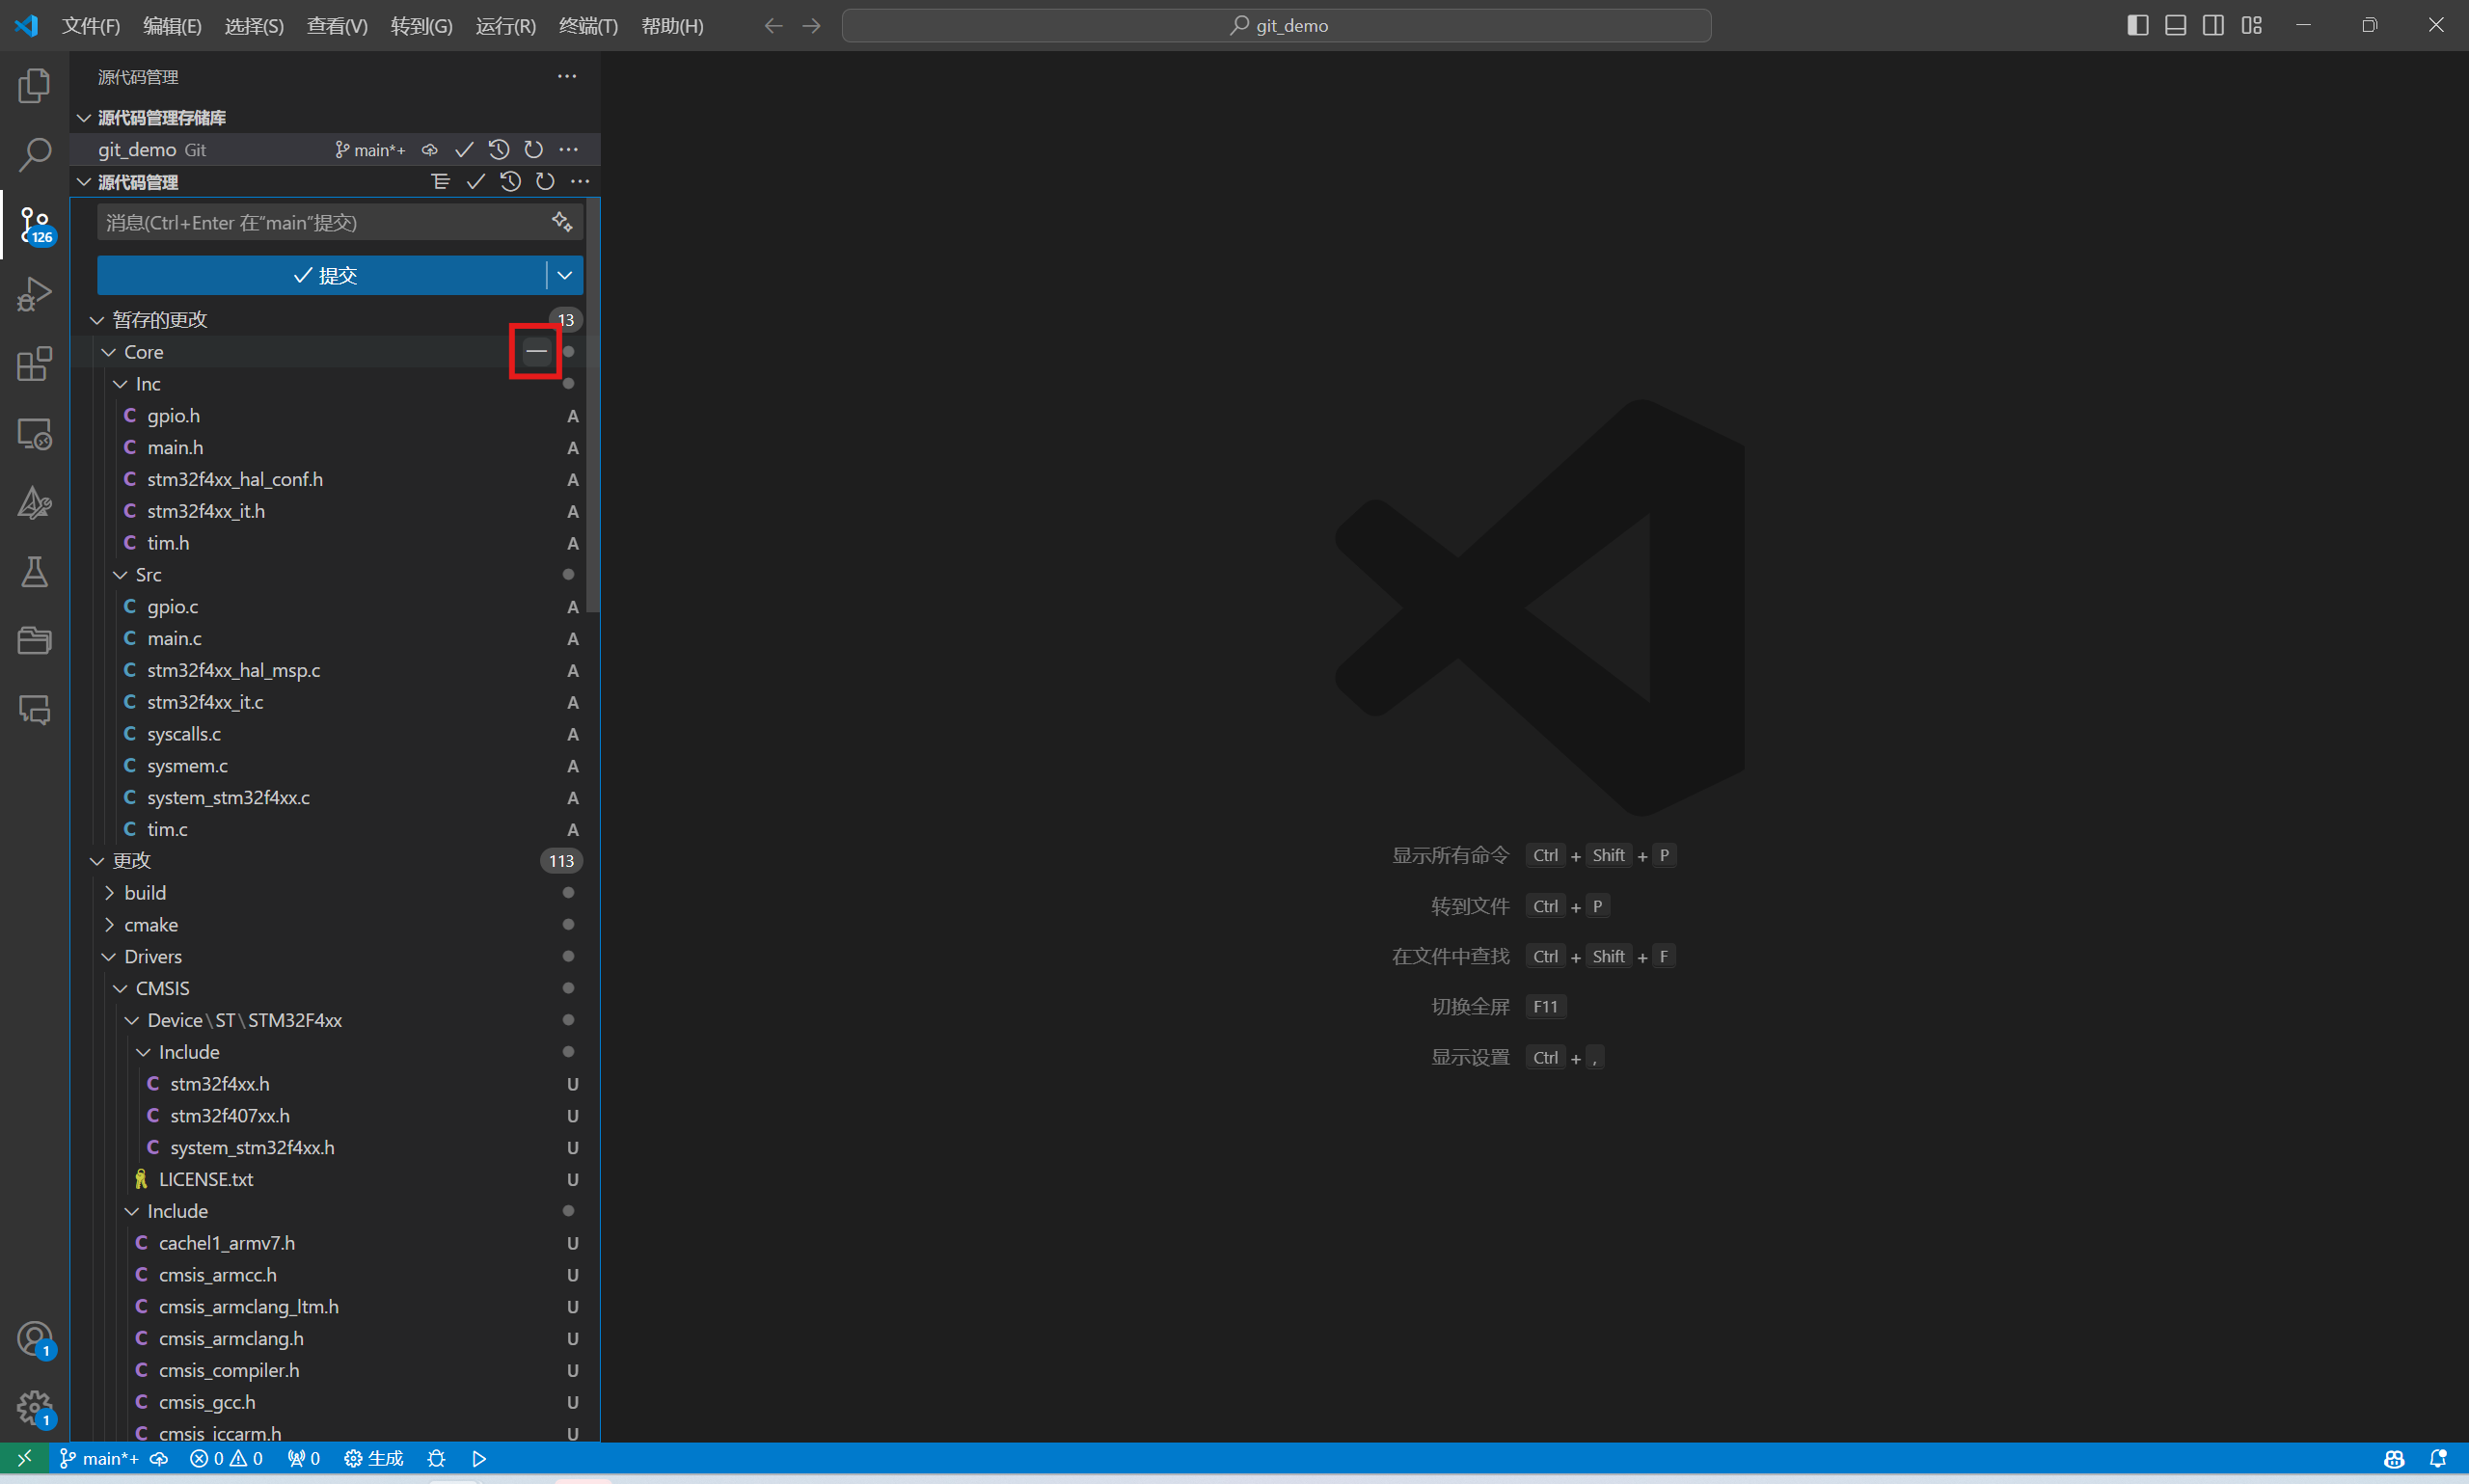 文件(F) 编辑(E) 选择(S) 查看(V) 转到(G) 运行(R) 终端(T) 帮助(H) git_demo
源代码管理
源代码管理存储库
git_demo Git main*+
源代码管理
126
消息(Ctrl+Enter 在“main”提交)
提交
暂存的更改 13
Core
Inc
C gpio.h A
C main.h A
C stm32f4xx_hal_conf.h A
C stm32f4xx_it.h A
C tim.h A
Src
C gpio.c A
C main.c A
C stm32f4xx_hal_msp.c A
C stm32f4xx_it.c A
C syscalls.c A
C sysmem.c A
C system_stm32f4xx.c A
C tim.c A
更改 113
build
cmake
Drivers
CMSIS
Device\ST\STM32F4xx
Include
C stm32f4xx.h U
C stm32f407xx.h U
C system_stm32f4xx.h U
LICENSE.txt U
Include
C cachel1_armv7.h U
C cmsis_armcc.h U
C cmsis_armclang_ltm.h U
C cmsis_armclang.h U
C cmsis_compiler.h U
C cmsis_gcc.h U
C cmsis_iccarm.h U
1
1
显示所有命令 Ctrl + Shift + P
转到文件 Ctrl + P
在文件中查找 Ctrl + Shift + F
切换全屏 F11
显示设置 Ctrl + ,
main*+ 0 0 0 生成